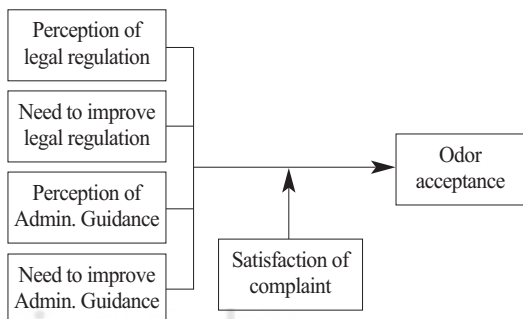 Perception of
legal regulation
Need to improve
legal regulation
Perception of
Admin. Guidance
Need to improve
Admin. Guidance
Satisfaction of
complaint
Odor
acceptance